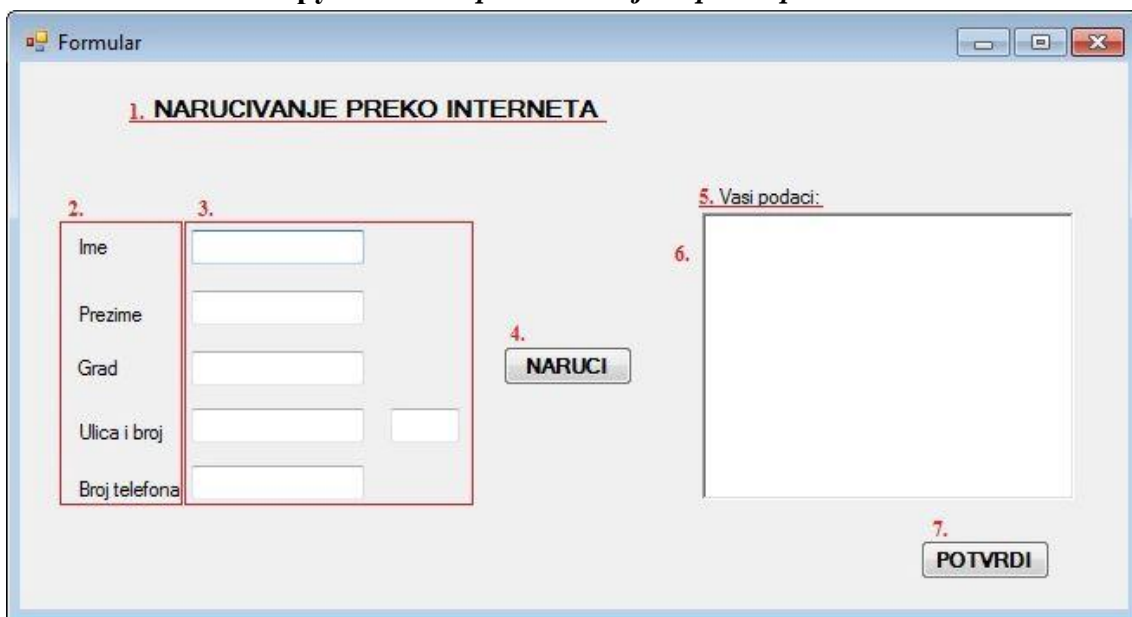 Formular
1. NARUCIVANJE PREKO INTERNETA
5. Vasi podaci:
2.
3.
Ime
6.
Prezime
4.
Grad
NARUCI
Ulica i broj
Broj telefona
7.
POTVRDI